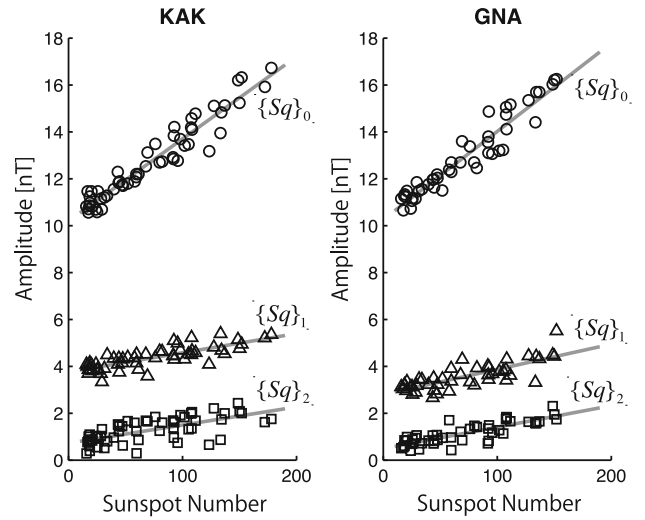 KAK GNA
18 18
16 16
{Sq}0 {Sq}0
14 14
12 12
Amplitude [nT] Amplitude [nT]
10 10
8 8
6 6
{Sq}1 {Sq}1
4 4
{Sq}2 {Sq}2
2 2
0 0
0 100 200 0 100 200
Sunspot Number Sunspot Number